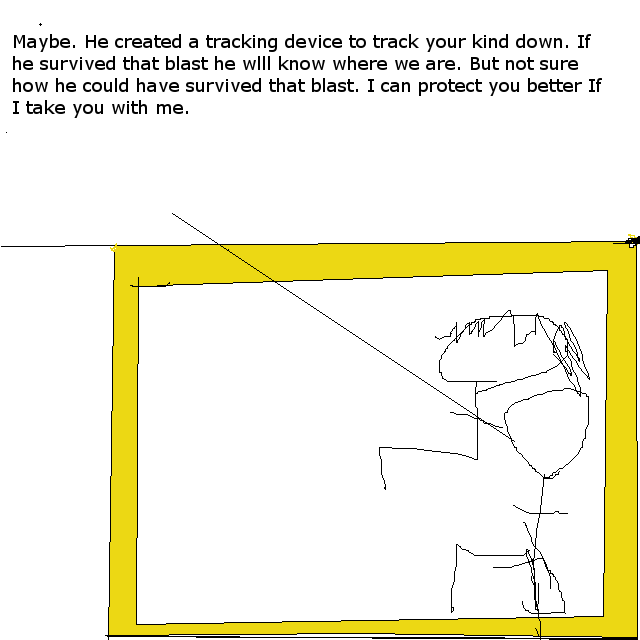 Maybe. He created a tracking device to track your kind down. If
he survived that blast he wlll know where we are. But not sure
how he could have survived that blast. I can protect you better If
I take you with me.